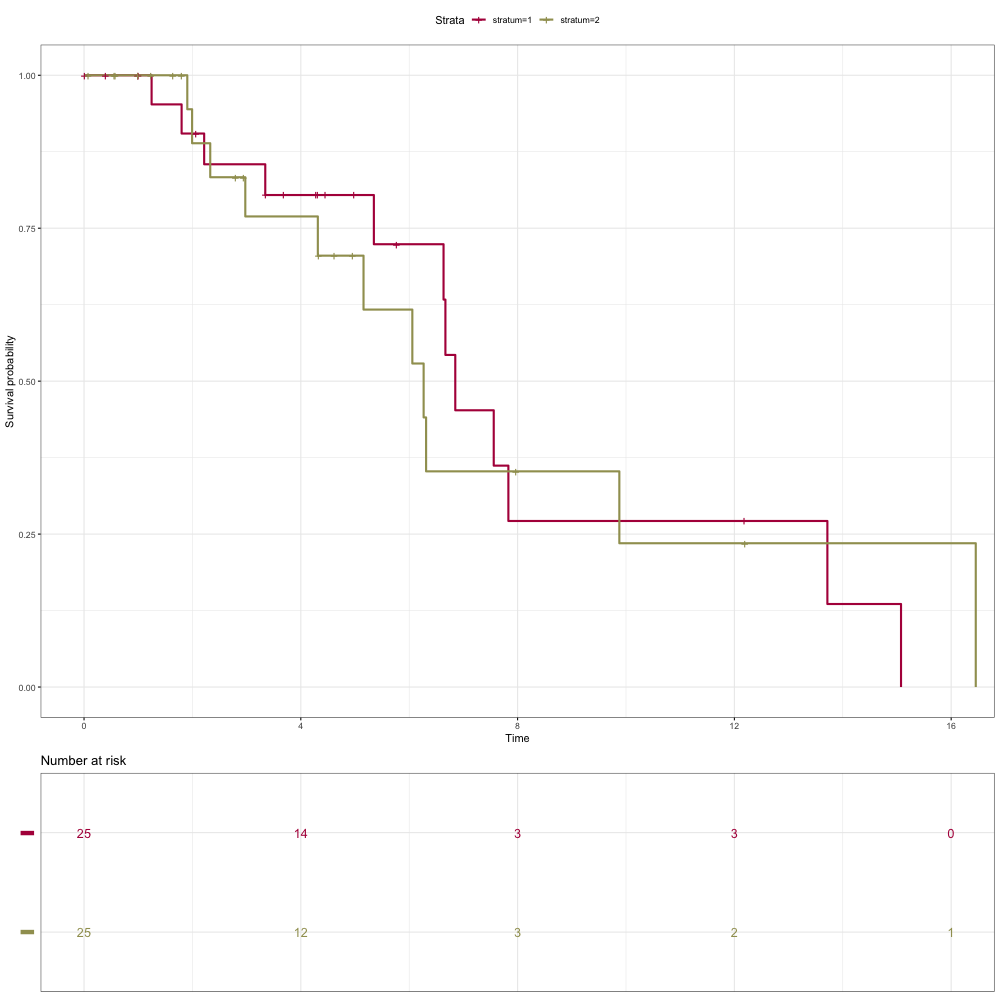 Strata stratum=1 stratum=2
1.00
0.75
0.50
0.25
0.00
Survival probability
0 4 8 12 16
Time
Number at risk
25 14 3 3 0
25 12 3 2 1